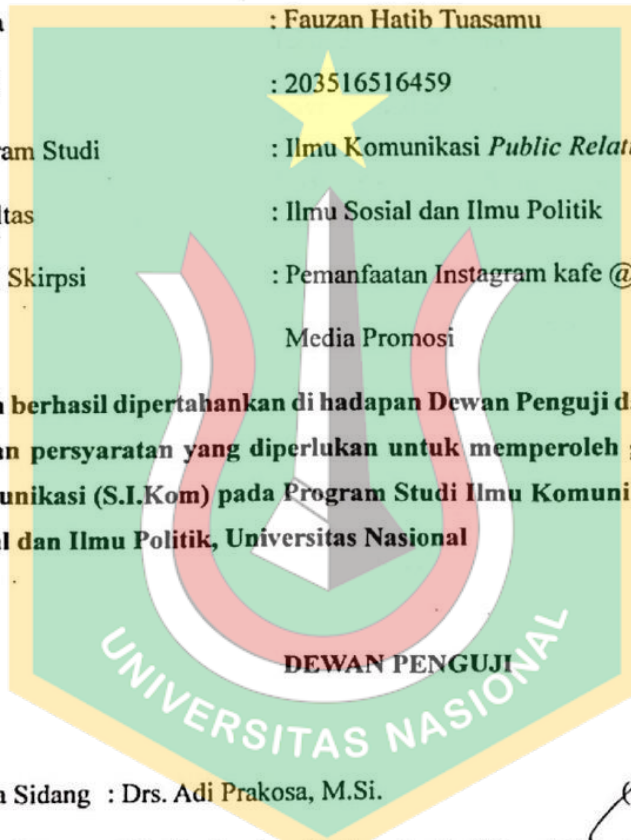 : Fauzan Hatib Tuasamu
: 203516516459
Studi : Ilmu Komunikasi Public
: Ilmu Sosial dan Ilmu Politik
Skirpsi : Pemanfaatan Instagram kafe
Media Promosi
berhasil dipertahankan di hadapan Dewan Penguji
persyaratan yang diperlukan untuk memperoleh
(S.I.Kom) pada Program Studi Ilmu
dan Ilmu Politik, Universitas Nasional
DEWAN PENGUJI
UNIVERSITAS NASIONAL
Sidang : Drs. Adi Prakosa, M.Si.